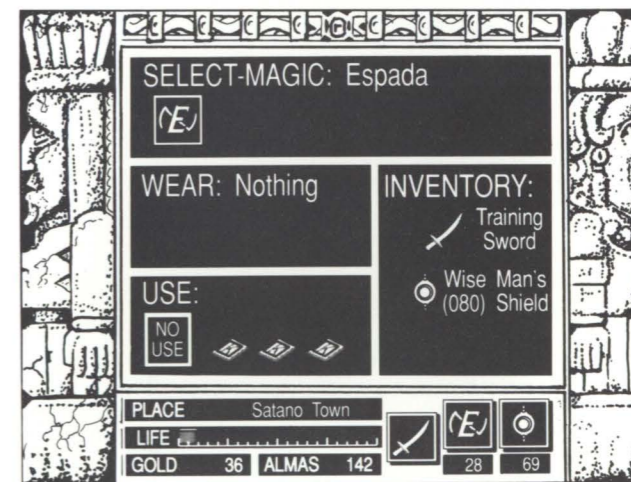 SELECT-MAGIC: Espada
E
WEAR: Nothing
INVENTORY:
Training
Sword
Wise Man's
(080) Shield
USE:
NO
USE
PLACE Satano Town
LIFE
GOLD 36 ALMAS 142
E
28 69